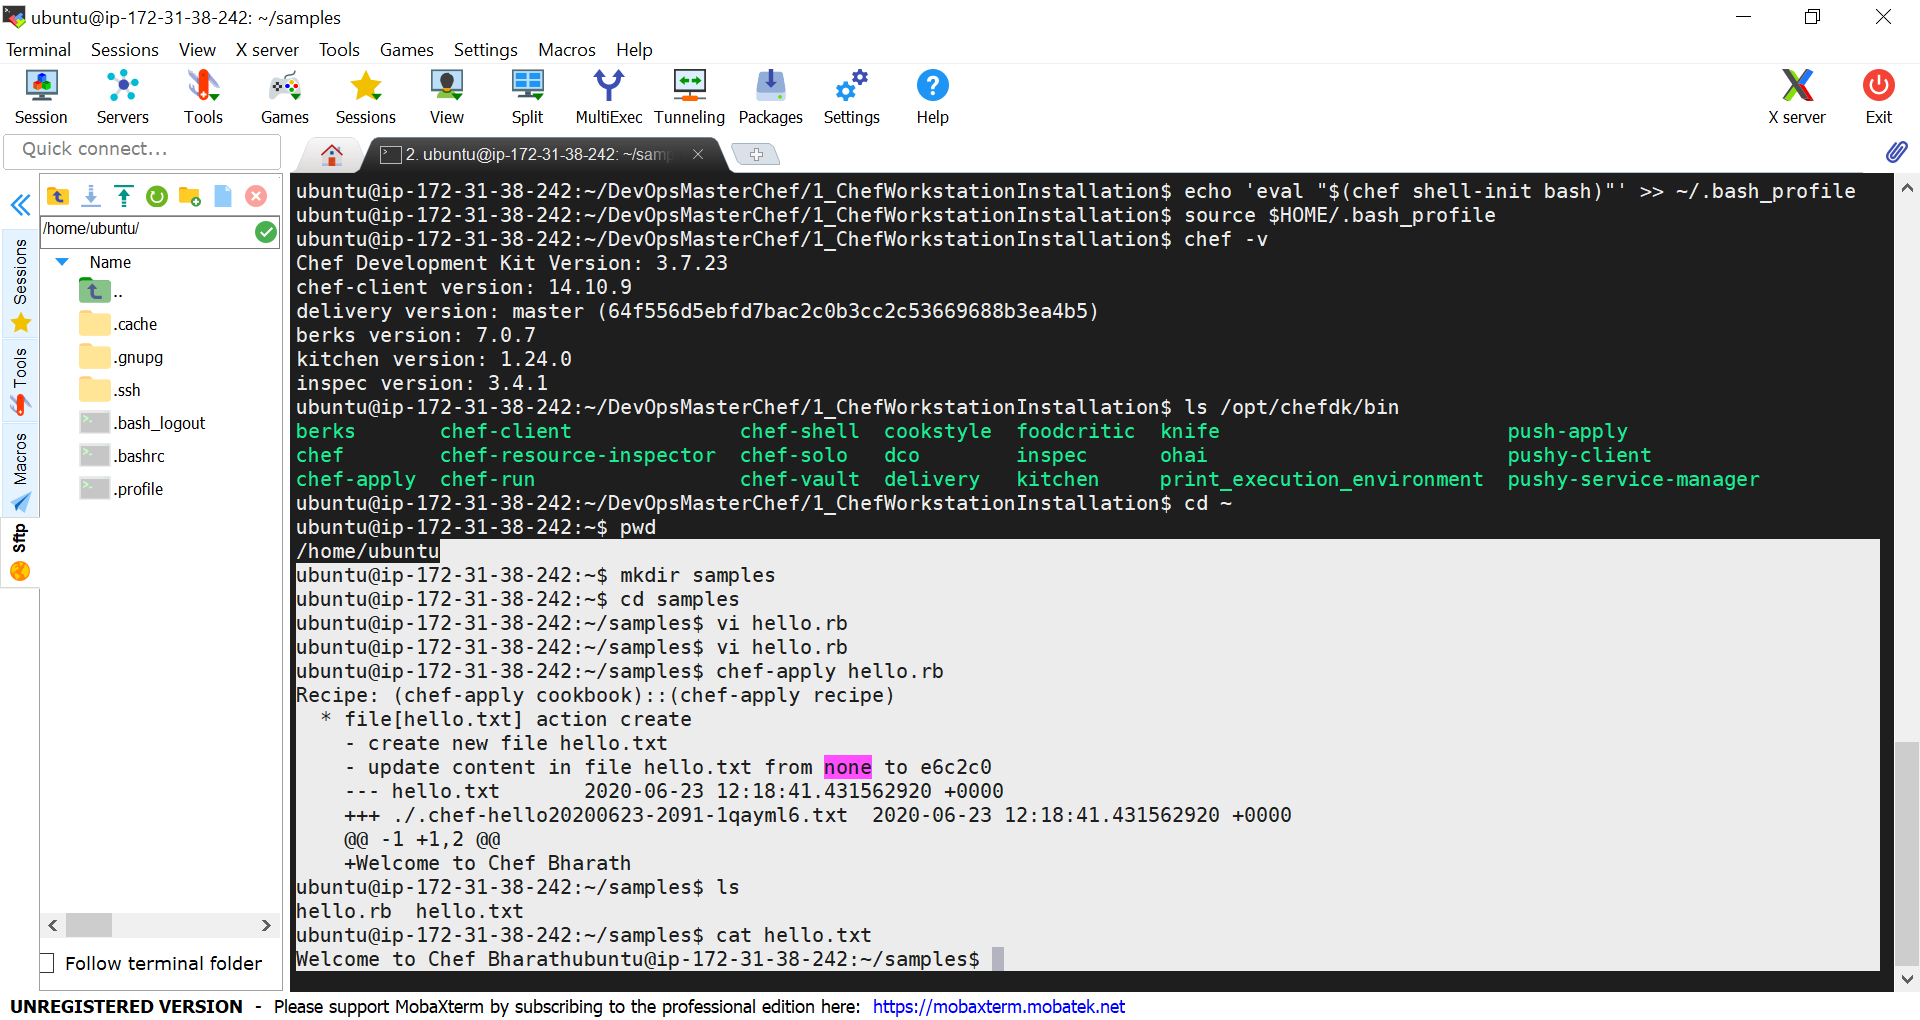 ubuntu@ip-172-31-38-242: ~/samples
Terminal Sessions View X server Tools Games Settings Macros Help
Session Servers Tools Games Sessions View Split MultiExec Tunneling Packages Settings Help X server Exit
Quick connect...
2. ubuntu@ip-172-31-38-242: ~/samp
/home/ubuntu/
Name
..
.cache
.gnupg
.ssh
.bash_logout
.bashrc
.profile
Sessions
Tools
Macros
Sftp
Follow terminal folder
ubuntu@ip-172-31-38-242:~/DevOpsMasterChef/1_ChefWorkstationInstallation$ echo 'eval "$(chef shell-init bash)"' >> ~/.bash_profile
ubuntu@ip-172-31-38-242:~/DevOpsMasterChef/1_ChefWorkstationInstallation$ source $HOME/.bash_profile
ubuntu@ip-172-31-38-242:~/DevOpsMasterChef/1_ChefWorkstationInstallation$ chef -v
Chef Development Kit Version: 3.7.23
chef-client version: 14.10.9
delivery version: master (64f556d5ebfd7bac2c0b3cc2c53669688b3ea4b5)
berks version: 7.0.7
kitchen version: 1.24.0
inspec version: 3.4.1
ubuntu@ip-172-31-38-242:~/DevOpsMasterChef/1_ChefWorkstationInstallation$ ls /opt/chefdk/bin
berks chef-client chef-shell cookstyle foodcritic knife push-apply
chef chef-resource-inspector chef-solo dco inspec ohai pushy-client
chef-apply chef-run chef-vault delivery kitchen print_execution_environment pushy-service-manager
ubuntu@ip-172-31-38-242:~/DevOpsMasterChef/1_ChefWorkstationInstallation$ cd ~
ubuntu@ip-172-31-38-242:~$ pwd
/home/ubuntu
ubuntu@ip-172-31-38-242:~$ mkdir samples
ubuntu@ip-172-31-38-242:~$ cd samples
ubuntu@ip-172-31-38-242:~/samples$ vi hello.rb
ubuntu@ip-172-31-38-242:~/samples$ vi hello.rb
ubuntu@ip-172-31-38-242:~/samples$ chef-apply hello.rb
Recipe: (chef-apply cookbook)::(chef-apply recipe)
* file[hello.txt] action create
- create new file hello.txt
- update content in file hello.txt from none to e6c2c0
--- hello.txt 2020-06-23 12:18:41.431562920 +0000
+++ ./.chef-hello20200623-2091-1qayml6.txt 2020-06-23 12:18:41.431562920 +0000
@@ -1 +1,2 @@
+Welcome to Chef Bharath
ubuntu@ip-172-31-38-242:~/samples$ ls
hello.rb hello.txt
ubuntu@ip-172-31-38-242:~/samples$ cat hello.txt
Welcome to Chef Bharathubuntu@ip-172-31-38-242:~/samples$
UNREGISTERED VERSION - Please support MobaXterm by subscribing to the professional edition here: https://mobaxterm.mobatek.net